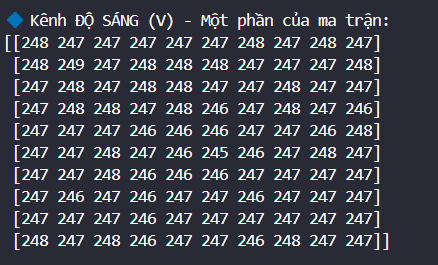 🔷 Kênh ĐỘ SÁNG (V) - Một phần của ma trận:
[[248 247 247 247 247 247 248 247 248 247]
[248 249 247 248 248 248 247 247 247 248]
[247 248 248 247 248 247 247 248 247 247]
[247 248 248 247 248 246 247 248 247 246]
[247 247 247 246 246 246 247 247 246 248]
[247 247 248 247 246 245 246 247 248 247]
[247 247 248 246 246 246 247 247 247 247]
[247 246 247 246 247 247 246 247 247 247]
[247 247 247 246 247 247 247 247 247 247]
[248 247 248 246 247 247 246 248 247 247]]